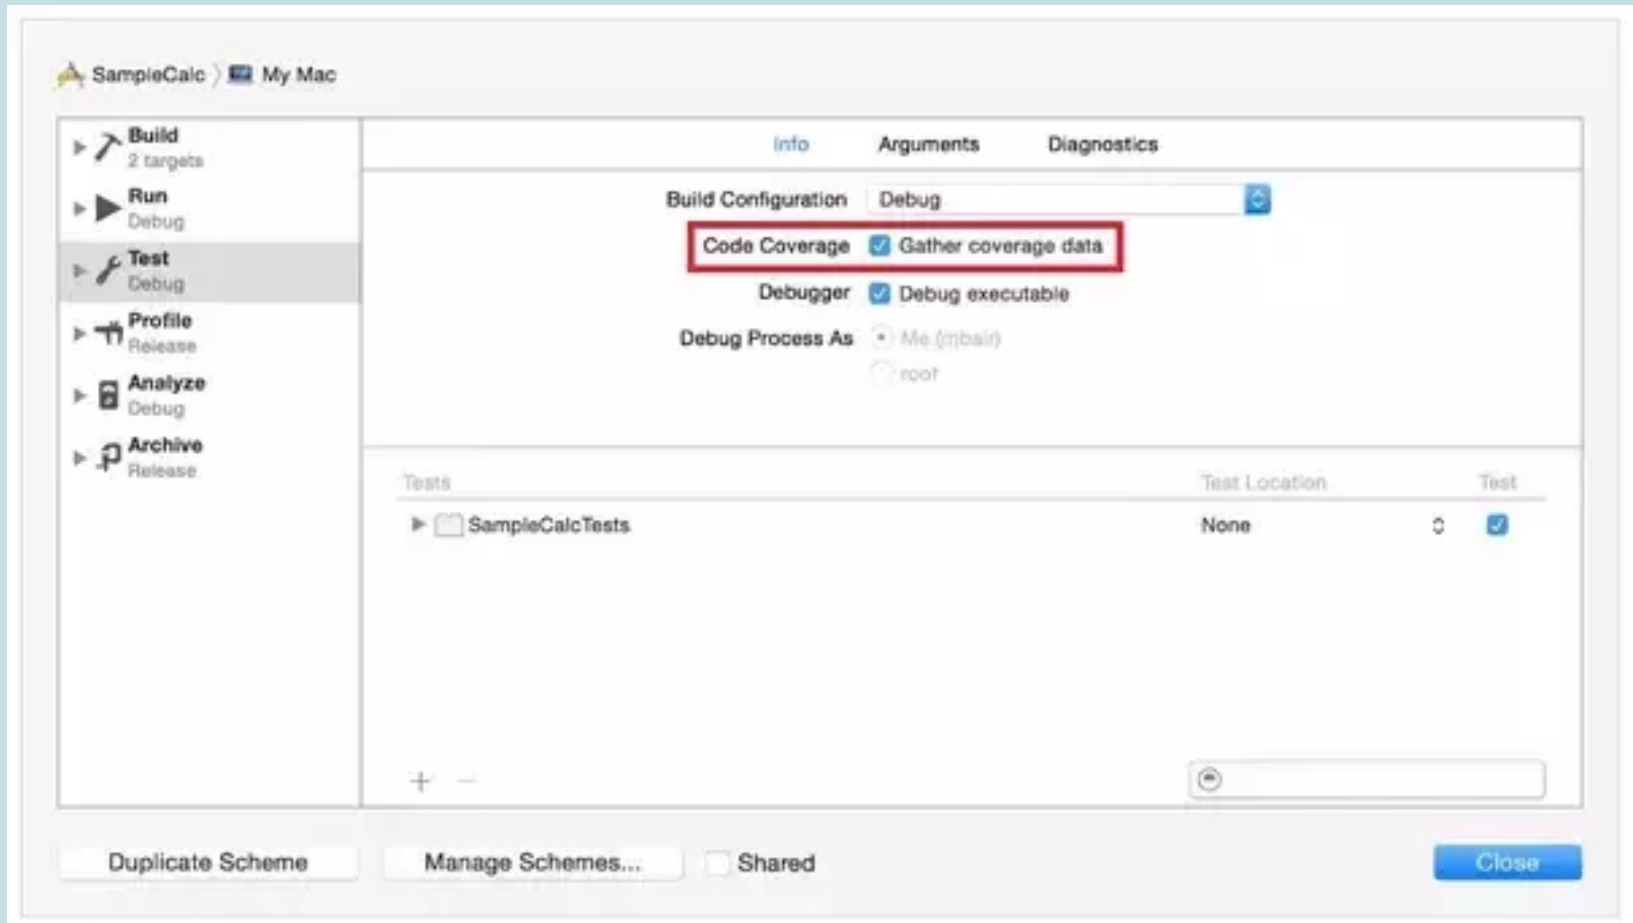 SampleCalc My Mac
Build
2 targets
Run
Debug
Test
Debug
Profile
Release
Analyze
Debug
Archive
Release
Info Arguments Diagnostics
Build Configuration Debug
Code Coverage Gather coverage data
Debugger Debug executable
Debug Process As Me (mbair)
root
Tests Test Location Test
SampleCalcTests None
Duplicate Scheme Manage Schemes... Shared Close